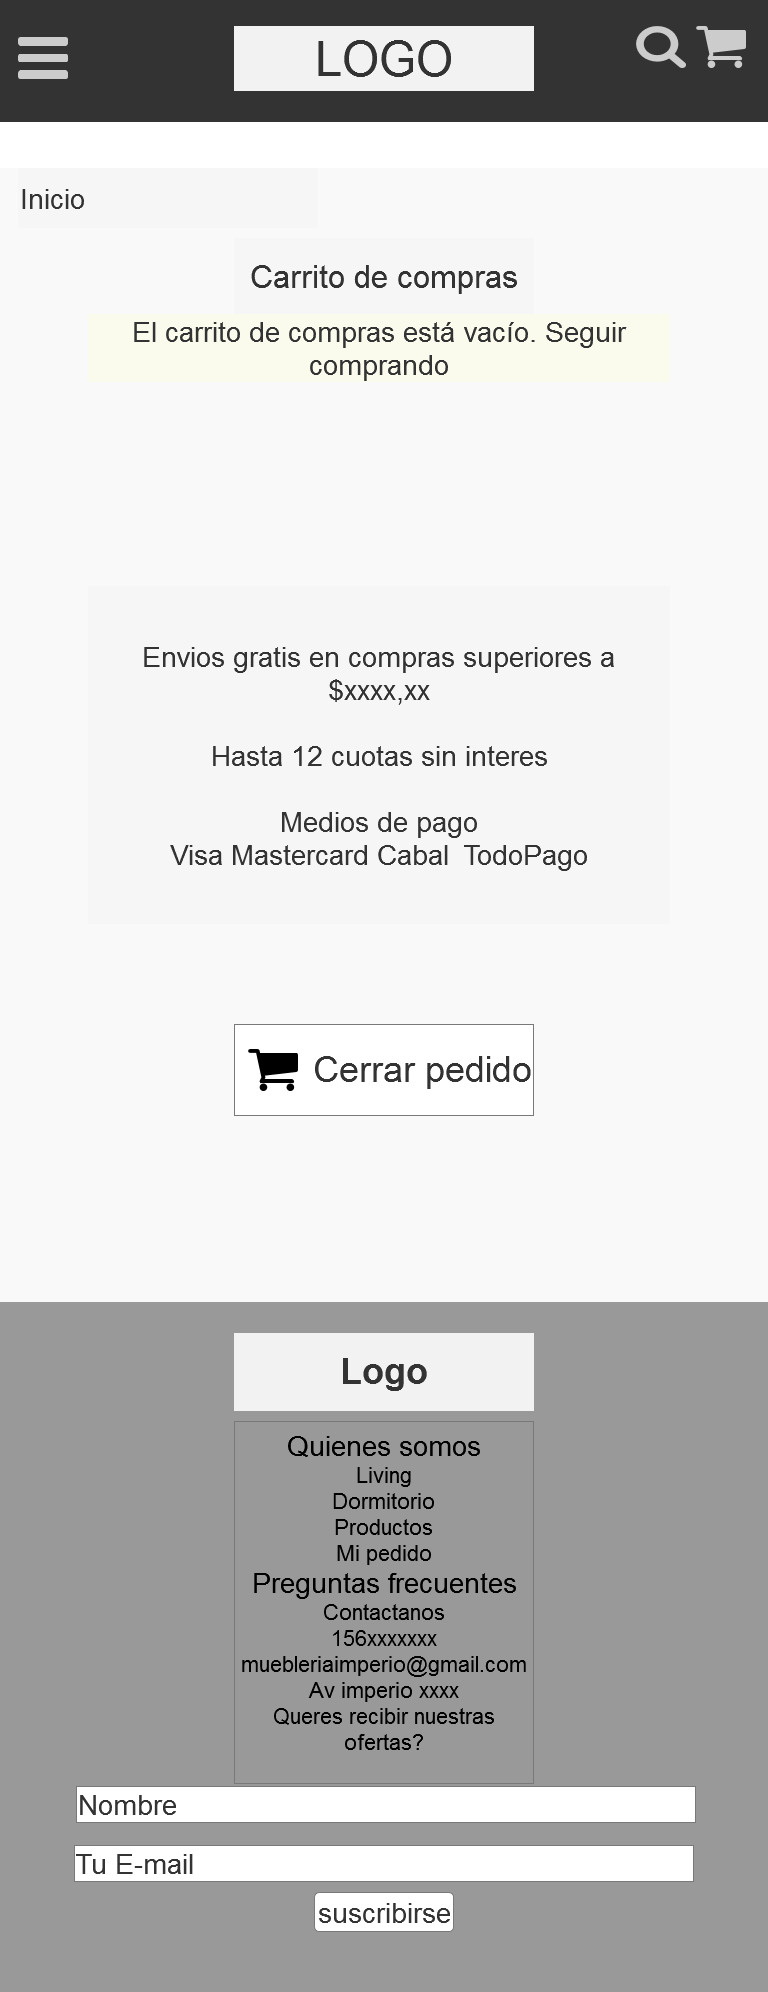 LOGO
Inicio
Carrito de compras
El carrito de compras está vacío. Seguir
comprando
Envios gratis en compras superiores a
$xxxx,xx
Hasta 12 cuotas sin interes
Medios de pago
Visa Mastercard Cabal  TodoPago
Cerrar pedido
Logo
Quienes somos
Living
Dormitorio
Productos
Mi pedido
Preguntas frecuentes
Contactanos
156xxxxxxx
muebleriaimperio@gmail.com
Av imperio xxxx
Queres recibir nuestras
ofertas?
Nombre
Tu E-mail
suscribirse